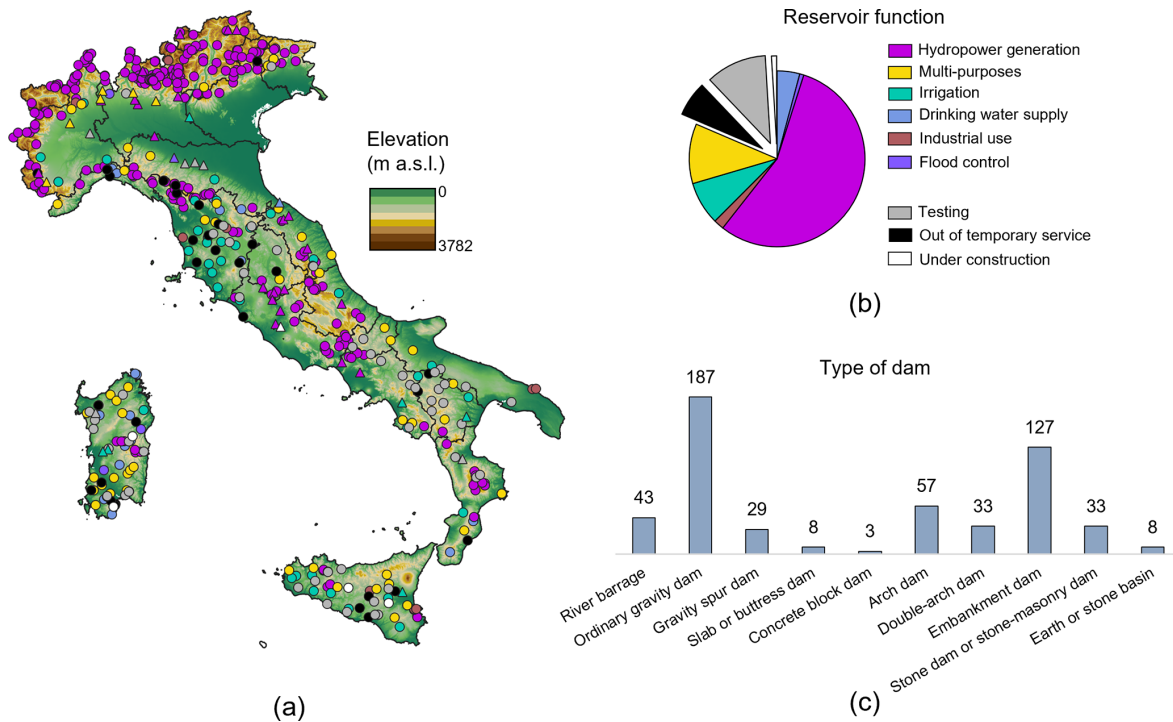 Elevation
(m a.s.l.)
0
3782
(a)
Reservoir function
Hydropower generation
Multi-purposes
Irrigation
Drinking water supply
Industrial use
Flood control
Testing
Out of temporary service
Under construction
(b)
Type of dam
43
187
29
8
3
57
33
127
33
8
River barrage
Ordinary gravity dam
Gravity spur dam
Slab or buttress dam
Concrete block dam
Arch dam
Double-arch dam
Embankment dam
Stone dam or stone-masonry dam
Earth or stone basin
(c)